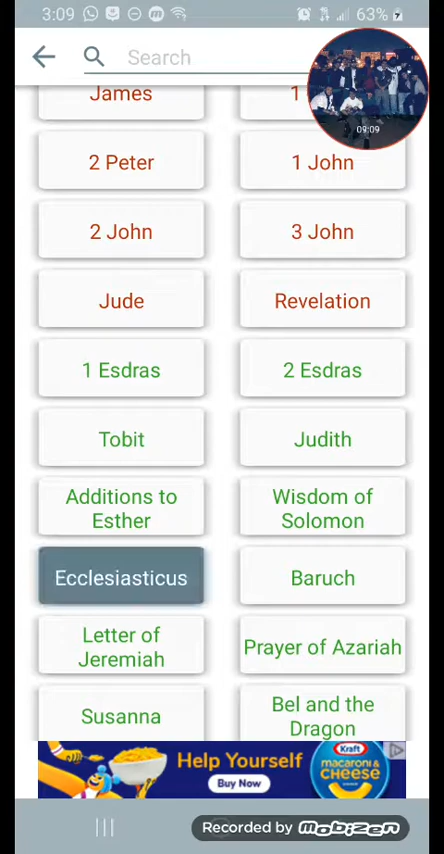 3:09
63%
Search
James
1
09:09
2 Peter
1 John
2 John
3 John
Jude
Revelation
1 Esdras
2 Esdras
Tobit
Judith
Additions to
Esther
Wisdom of
Solomon
Ecclesiasticus
Baruch
Letter of
Jeremiah
Prayer of Azariah
Susanna
Bel and the
Dragon
Help Yourself
Buy Now
Kraft
macaroni &
CHEESE
Recorded by MOBIZEN